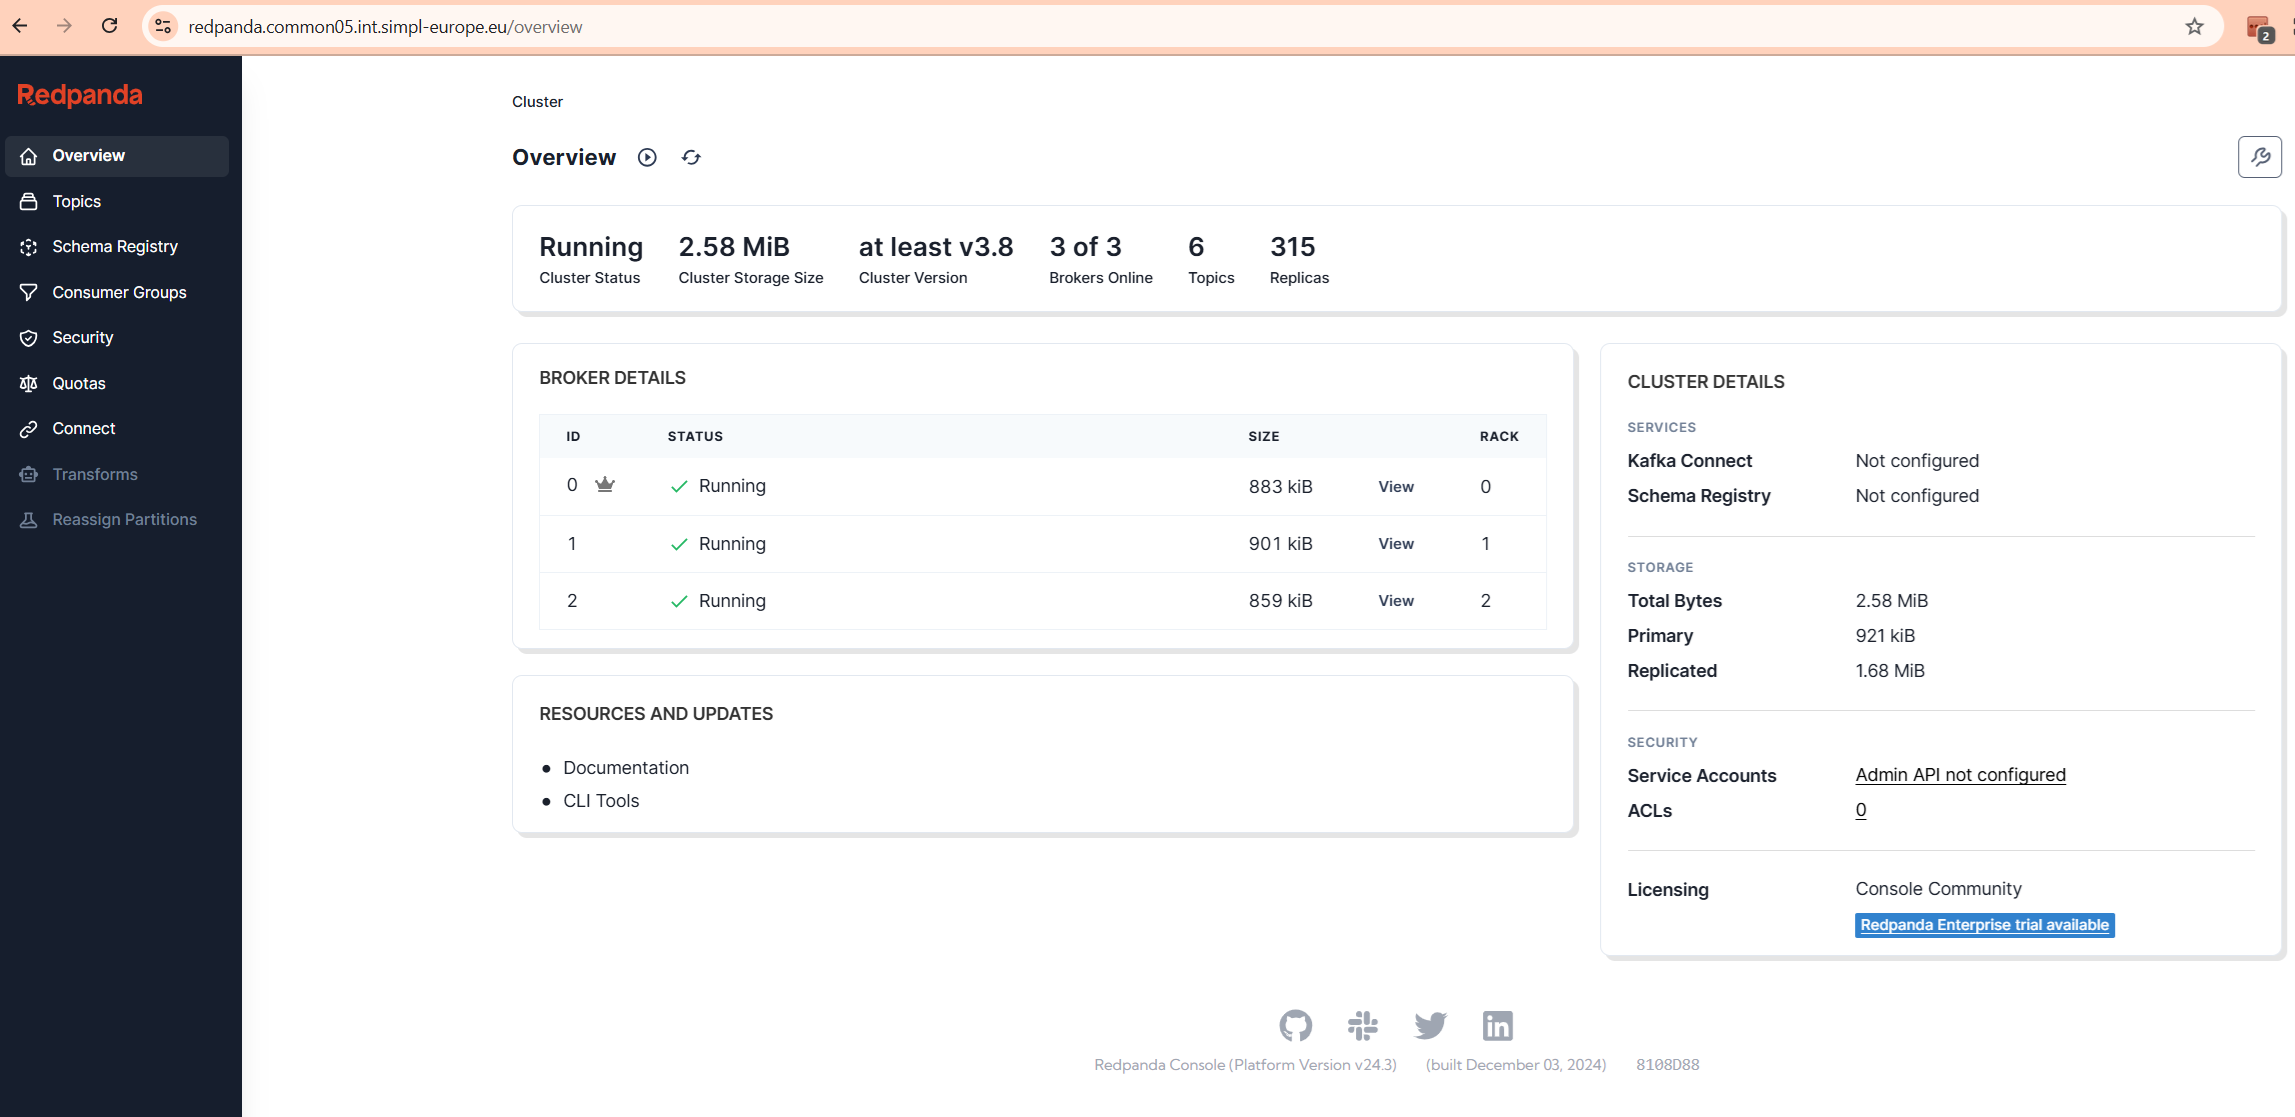 redpanda.common05.int.simpl-europe.eu/overview
2
Redpanda
Overview
Topics
Schema Registry
Consumer Groups
Security
Quotas
Connect
Transforms
Reassign Partitions
Cluster
Overview
Running
Cluster Status
2.58 MiB
Cluster Storage Size
at least v3.8
Cluster Version
3 of 3
Brokers Online
6
Topics
315
Replicas
BROKER DETAILS
ID STATUS SIZE RACK
0 Running 883 kiB View 0
1 Running 901 kiB View 1
2 Running 859 kiB View 2
RESOURCES AND UPDATES
Documentation
CLI Tools
CLUSTER DETAILS
SERVICES
Kafka Connect Not configured
Schema Registry Not configured
STORAGE
Total Bytes 2.58 MiB
Primary 921 kiB
Replicated 1.68 MiB
SECURITY
Service Accounts Admin API not configured
ACLs 0
Licensing Console Community
Redpanda Enterprise trial available
Redpanda Console (Platform Version v24.3) (built December 03, 2024) 8108D88